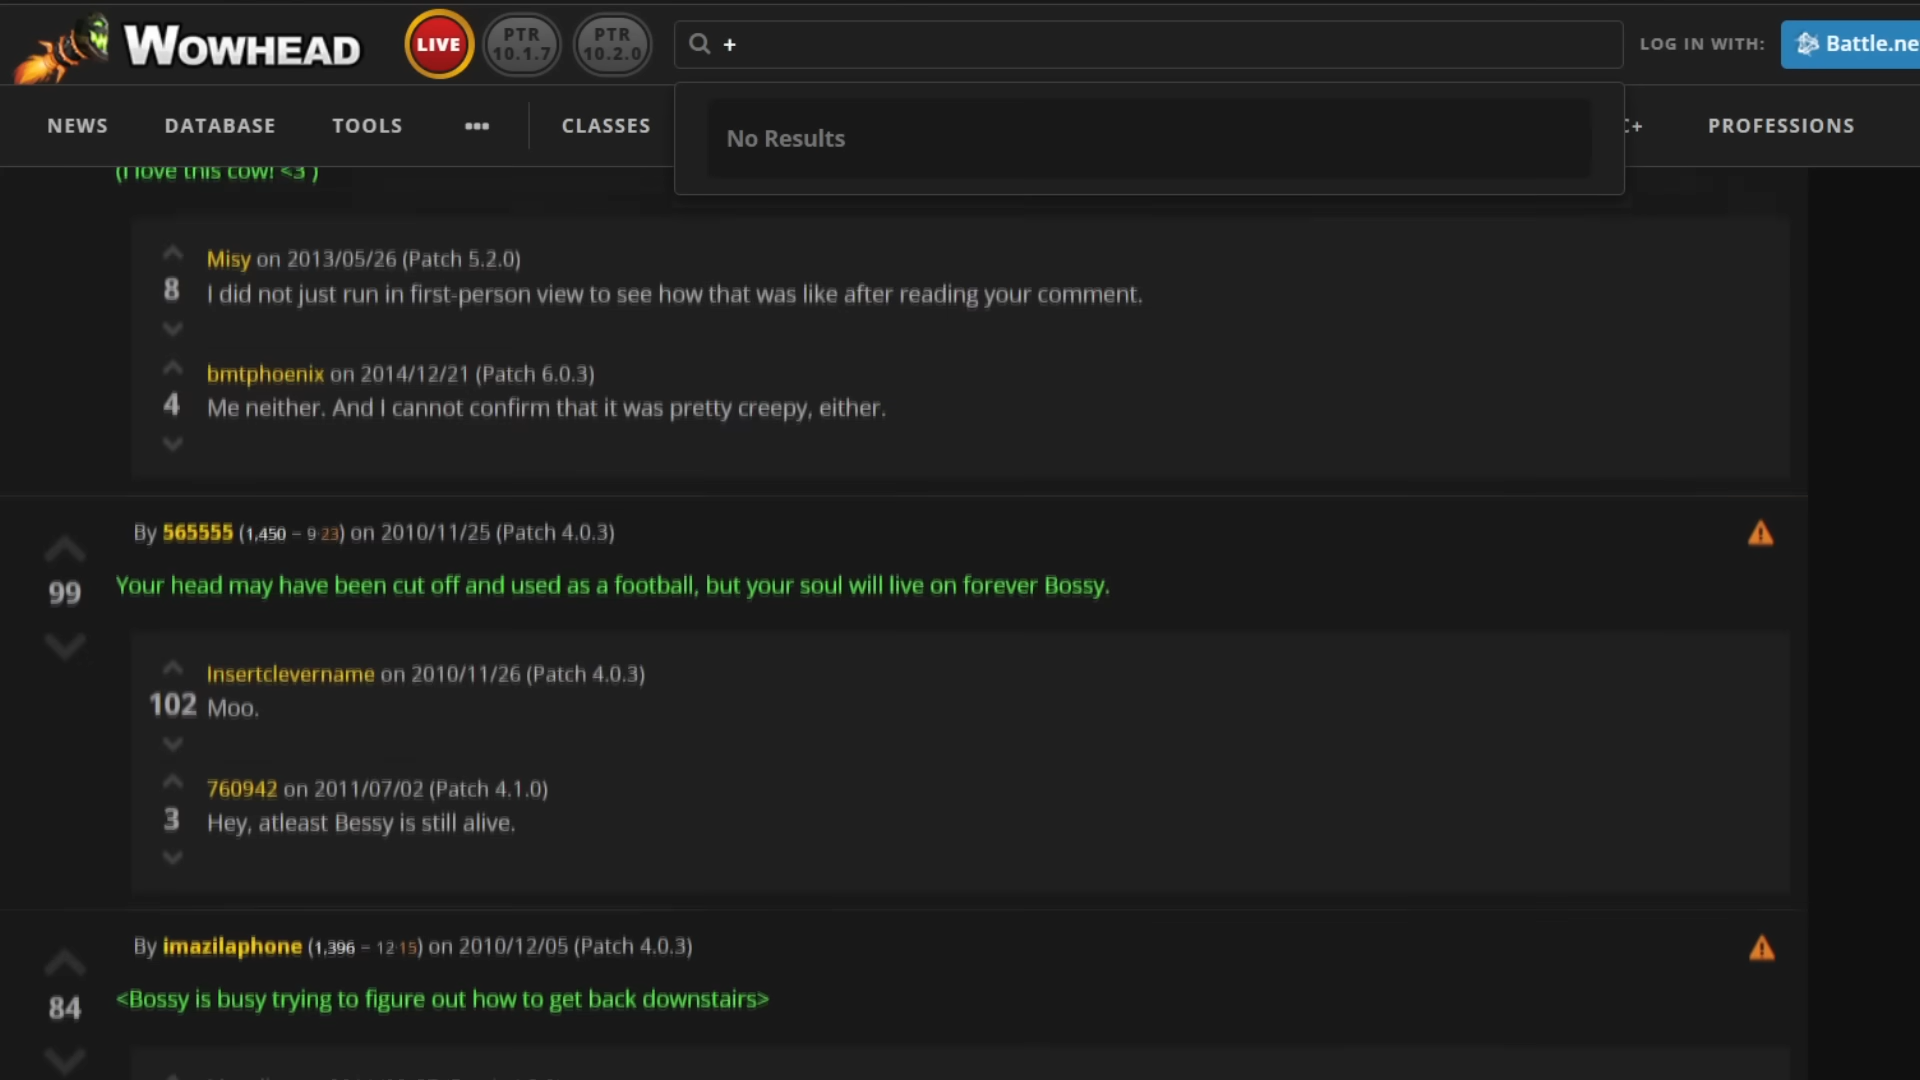 WOWHEAD
LIVE
PTR
10.1.7
PTR
10.2.0
+
LOG IN WITH:
Battle.ne
NEWS
DATABASE
TOOLS
•••
CLASSES
No Results
C+
PROFESSIONS
(I love this cow! <3 )
Misy on 2013/05/26 (Patch 5.2.0)
8
I did not just run in first-person view to see how that was like after reading your comment.
bmtphoenix on 2014/12/21 (Patch 6.0.3)
4
Me neither. And I cannot confirm that it was pretty creepy, either.
By 565555 (1,450 – 9·23) on 2010/11/25 (Patch 4.0.3)
99
Your head may have been cut off and used as a football, but your soul will live on forever Bossy.
Insertclevername on 2010/11/26 (Patch 4.0.3)
102
Moo.
760942 on 2011/07/02 (Patch 4.1.0)
3
Hey, atleast Bessy is still alive.
By imazilaphone (1,396 – 12·15) on 2010/12/05 (Patch 4.0.3)
84
<Bossy is busy trying to figure out how to get back downstairs>